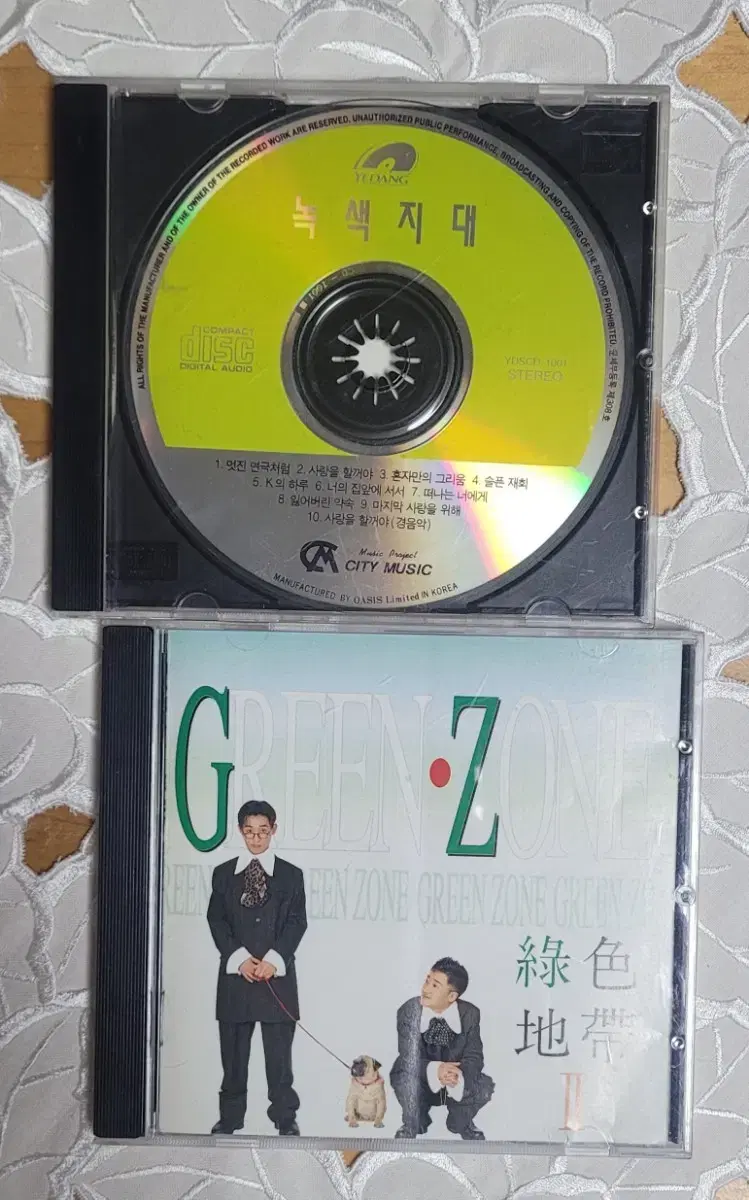 ALL RIGHTS OF THE MANUFACTURER AND OF THE OWNER OF THE RECORDED WORK ARE RESERVED. UNAUTHORIZED PUBLIC PERFORMANCE, BROADCASTING AND COPYING OF THE RECORD PROHIBITED.
YEDANG
녹색지대
COMPACT
disc
DIGITAL AUDIO
STEREO
1. 멋진 연극처럼 2. 사랑을 할꺼야 3. 혼자만의 그리움 4. 슬픈 재회
5. K의 하루 6. 너의 집앞에 서서 7. 떠나는 너에게
8. 잃어버린 약속 9. 마지막 사랑을 위해
10. 사랑을 할꺼야 (경음악)
Music Project
CITY MUSIC
MANUFACTURED BY OASIS Limited IN KOREA
GREEN·ZONE
GREEN ZONE GREEN ZONE
綠色
地帶
II